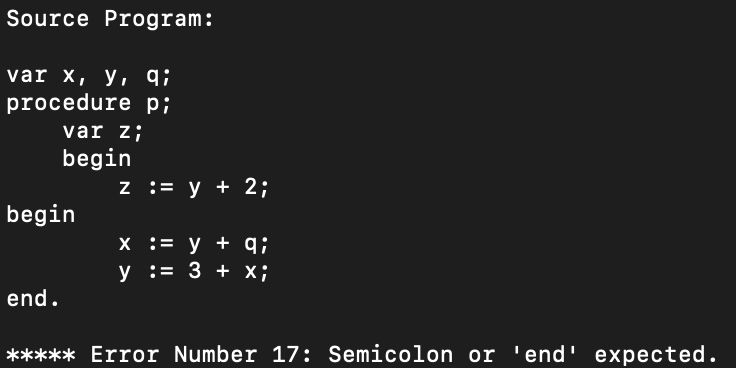 Source Program:

var x, y, q;
procedure p;
    var z;
    begin
        z := y + 2;
begin
        x := y + q;
        y := 3 + x;
end.

***** Error Number 17: Semicolon or 'end' expected.